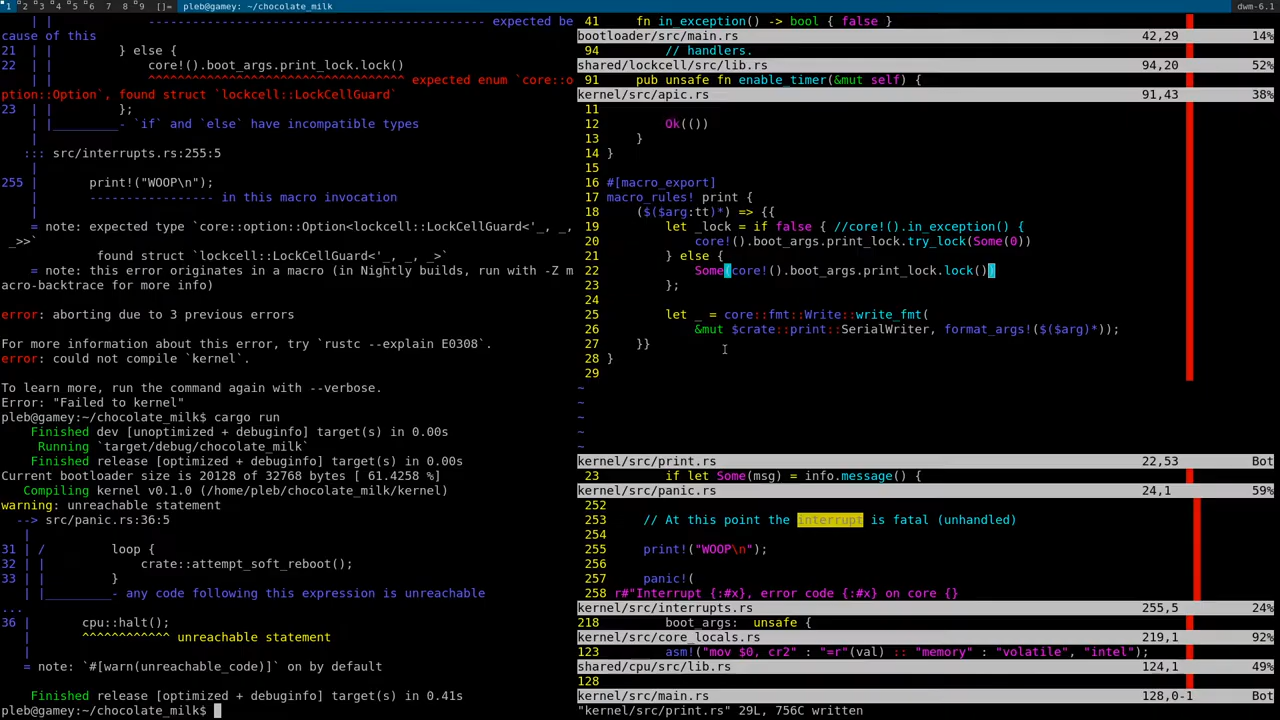 1 2 3 4 5 6 7 8 9 []= pleb@gamey:~/chocolate_milk dwm-6.1
| | ----------------------------------------------- expected be
cause of this
21 | | } else {
22 | | core!().boot_args.print_lock.lock()
| | ^^^^^^^^^^^^^^^^^^^^^^^^^^^^^^^^^^^ expected enum `core::o
ption::Option`, found struct `lockcell::LockCellGuard`
23 | | };
| |_________- `if` and `else` have incompatible types
|
::: src/interrupts.rs:255:5
|
255 | print!("WOOP\n");
| ----------------- in this macro invocation
|
= note: expected type `core::option::Option<lockcell::LockCellGuard<'_, _,
_>>`
found struct `lockcell::LockCellGuard<'_, _, _>`
= note: this error originates in a macro (in Nightly builds, run with -Z m
acro-backtrace for more info)
error: aborting due to 3 previous errors
For more information about this error, try `rustc --explain E0308`.
error: could not compile `kernel`.
To learn more, run the command again with --verbose.
Error: "Failed to kernel"
pleb@gamey:~/chocolate_milk$ cargo run
Finished dev [unoptimized + debuginfo] target(s) in 0.00s
Running `target/debug/chocolate_milk`
Finished release [optimized + debuginfo] target(s) in 0.00s
Current bootloader size is 20128 of 32768 bytes [ 61.4258 %]
Compiling kernel v0.1.0 (/home/pleb/chocolate_milk/kernel)
warning: unreachable statement
--> src/panic.rs:36:5
|
31 | / loop {
32 | | crate::attempt_soft_reboot();
33 | | }
| |_____- any code following this expression is unreachable
...
36 | cpu::halt();
| ^^^^^^^^^^^^ unreachable statement
|
= note: `#[warn(unreachable_code)]` on by default
Finished release [optimized + debuginfo] target(s) in 0.41s
pleb@gamey:~/chocolate_milk$
41 fn in_exception() -> bool { false }
bootloader/src/main.rs 42,29 14%
94 // handlers.
shared/lockcell/src/lib.rs 94,20 52%
91 pub unsafe fn enable_timer(&mut self) {
kernel/src/apic.rs 91,43 38%
11
12 Ok(())
13 }
14 }
15
16 #[macro_export]
17 macro_rules! print {
18 ($($arg:tt)*) => {{
19 let _lock = if false { //core!().in_exception() {
20 core!().boot_args.print_lock.try_lock(Some(0))
21 } else {
22 Some(core!().boot_args.print_lock.lock())
23 };
24
25 let _ = core::fmt::Write::write_fmt(
26 &mut $crate::print::SerialWriter, format_args!($($arg)*));
27 }}
28 }
29
~
~
~
~
~
kernel/src/print.rs 22,53 Bot
23 if let Some(msg) = info.message() {
kernel/src/panic.rs 24,1 59%
252
253 // At this point the interrupt is fatal (unhandled)
254
255 print!("WOOP\n");
256
257 panic!(
258 r#"Interrupt {:#x}, error code {:#x} on core {}
kernel/src/interrupts.rs 255,5 24%
218 boot_args: unsafe {
kernel/src/core_locals.rs 219,1 92%
123 asm!("mov $0, cr2" : "=r"(val) :: "memory" : "volatile", "intel");
shared/cpu/src/lib.rs 124,1 49%
128
kernel/src/main.rs 128,0-1 Bot
"kernel/src/print.rs" 29L, 756C written